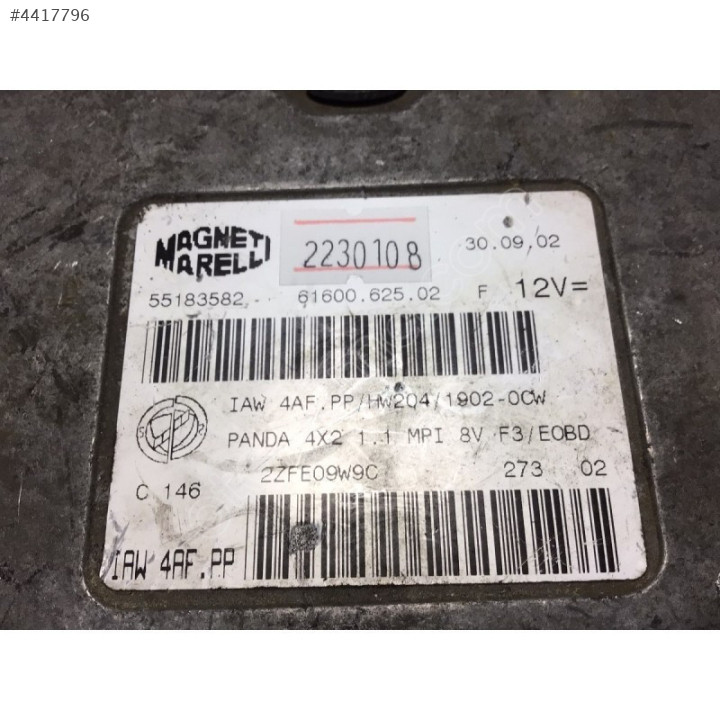 #4417796
MAGNETI MARELLI
2230108
30.09.02
55183582 61600.625.02 F 12V=
IAW 4AF.PP/HW204/1902-0CW
PANDA 4X2 1.1 MPI 8V F3/EOBD
2ZFE09W9C 273 02
C 146
IAW 4AF.PP